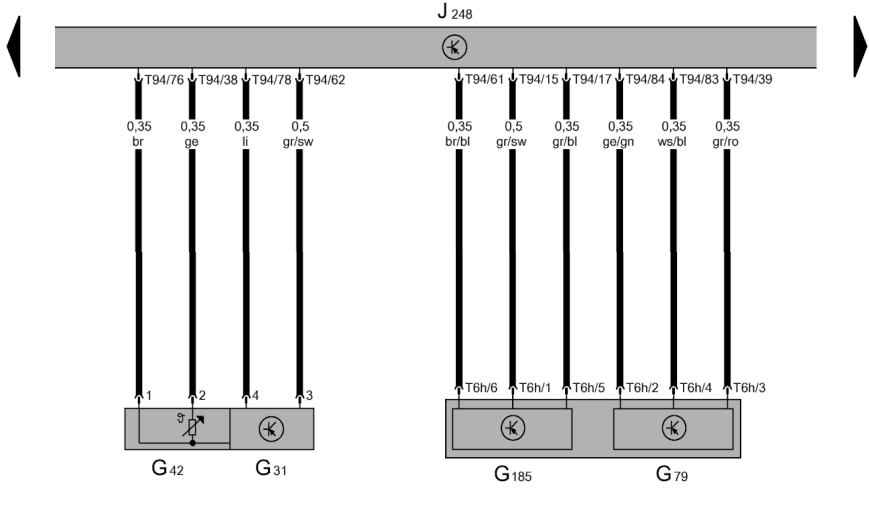 J 248
T94/76 T94/38 T94/78 T94/62 T94/61 T94/15 T94/17 T94/84 T94/83 T94/39
0,35 0,35 0,35 0,5 0,35 0,5 0,35 0,35 0,35 0,35
br ge li gr/sw br/bl gr/sw gr/bl ge/gn ws/bl gr/ro
1 2 4 3 T6h/6 T6h/1 T6h/5 T6h/2 T6h/4 T6h/3
ϑ
G 42 G 31 G 185 G 79